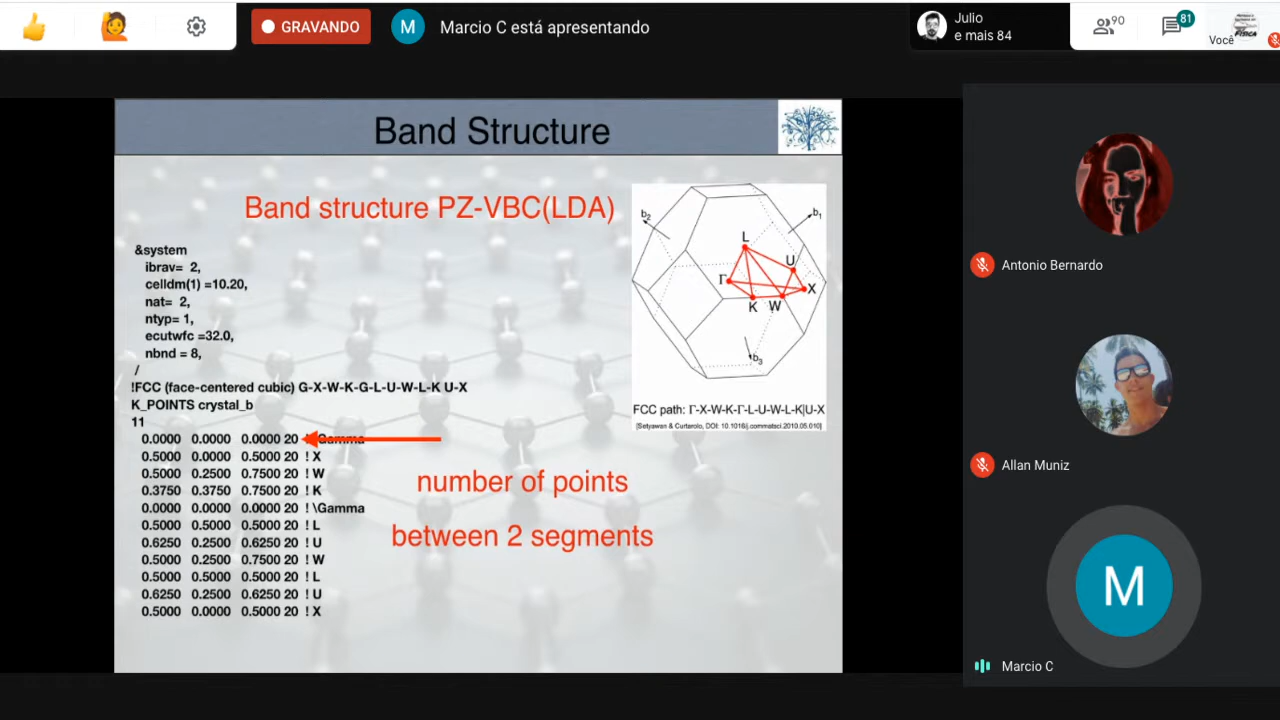 GRAVANDO
M
Marcio C está apresentando
Julio
e mais 84
90
81
Você
FÍSICA
Band Structure
Band structure PZ-VBC(LDA)
&system
ibrav= 2,
celldm(1) =10.20,
nat= 2,
ntyp= 1,
ecutwfc =32.0,
nbnd = 8,
/
!FCC (face-centered cubic) G-X-W-K-G-L-U-W-L-K U-X
K_POINTS crystal_b
11
0.0000 0.0000 0.0000 20 ! \Gamma
0.5000 0.0000 0.5000 20 ! X
0.5000 0.2500 0.7500 20 ! W
0.3750 0.3750 0.7500 20 ! K
0.0000 0.0000 0.0000 20 ! \Gamma
0.5000 0.5000 0.5000 20 ! L
0.6250 0.2500 0.6250 20 ! U
0.5000 0.2500 0.7500 20 ! W
0.5000 0.5000 0.5000 20 ! L
0.6250 0.2500 0.6250 20 ! U
0.5000 0.0000 0.5000 20 ! X
number of points
between 2 segments
b2
b1
L
U
Γ
X
K W
b3
FCC path: Γ-X-W-K-Γ-L-U-W-L-K|U-X
[Setyawan & Curtarolo, DOI: 10.1016/j.commatsci.2010.05.010]
Antonio Bernardo
Allan Muniz
M
Marcio C